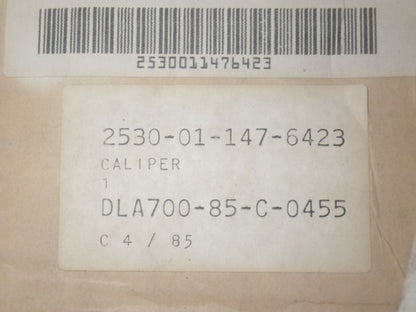 2530011476423
2530-01-147-6423
CALIPER
1
DLA700-85-C-0455
C 4 / 85